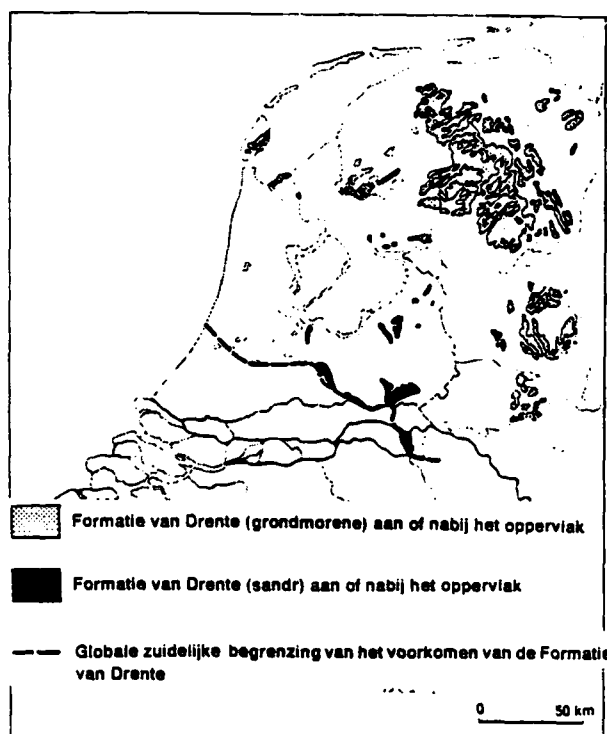 Formatie van Drente (grondmorene) aan of nabij het oppervlak
Formatie van Drente (sandr) aan of nabij het oppervlak
Globale zuidelijke begrenzing van het voorkomen van de Formatie
van Drente
0 50 km